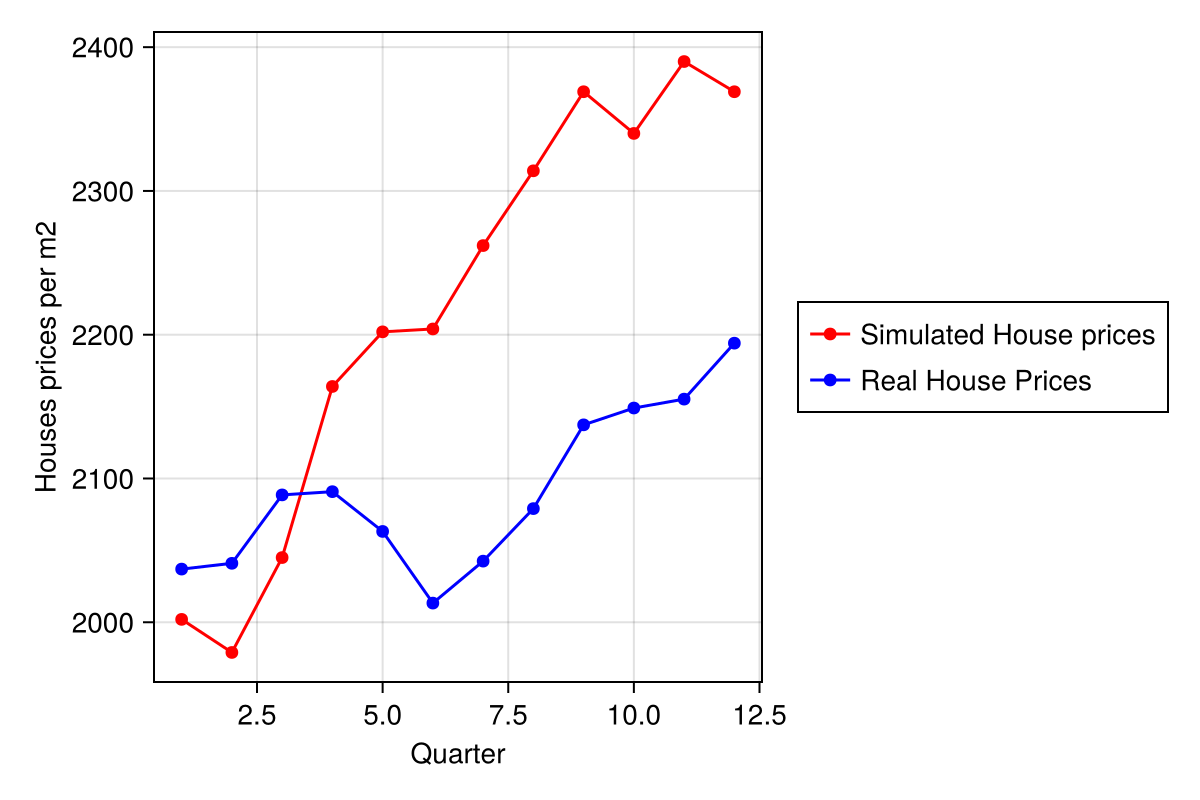 2400
2300
2200
2100
2000
Houses prices per m2
2.5 5.0 7.5 10.0 12.5
Quarter
Simulated House prices
Real House Prices